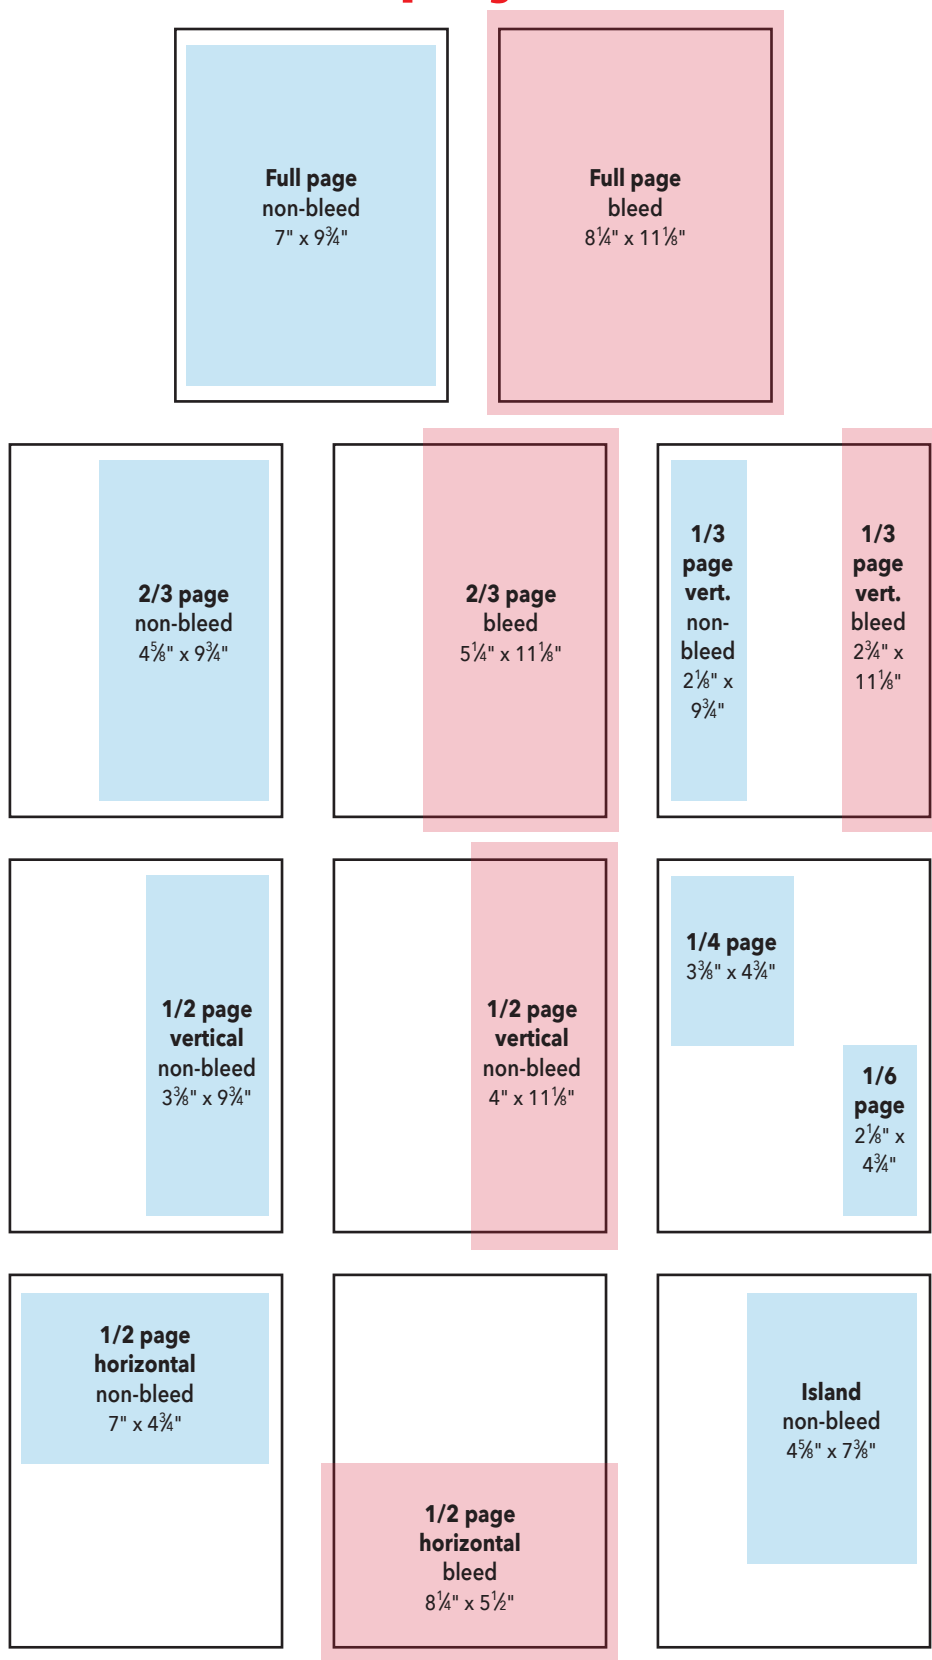 Full page
non-bleed
7" x 9¾"
Full page
bleed
8¼" x 11⅛"
2/3 page
non-bleed
4⅝" x 9¾"
2/3 page
bleed
5¼" x 11⅛"
1/3
page
vert.
non-
bleed
2⅛" x
9¾"
1/3
page
vert.
bleed
2¾" x
11⅛"
1/2 page
vertical
non-bleed
3⅜" x 9¾"
1/2 page
vertical
non-bleed
4" x 11⅛"
1/4 page
3⅜" x 4¾"
1/6
page
2⅛" x
4¾"
1/2 page
horizontal
non-bleed
7" x 4¾"
1/2 page
horizontal
bleed
8¼" x 5½"
Island
non-bleed
4⅝" x 7⅜"